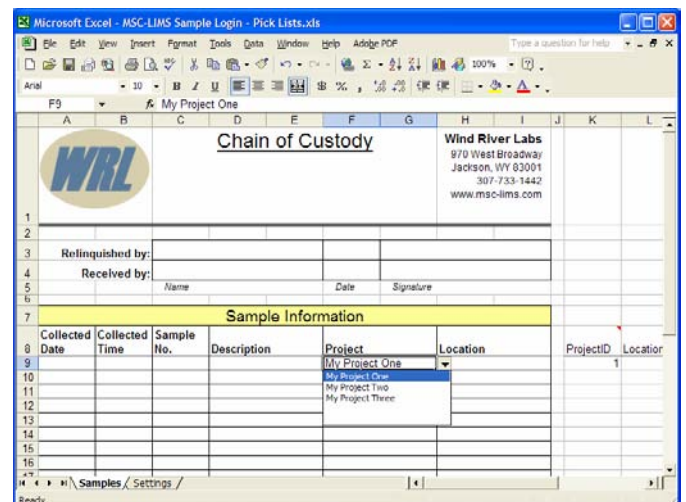 Microsoft Excel - MSC-LIMS Sample Login - Pick Lists.xls
File Edit View Insert Format Tools Data Window Help Adobe PDF Type a question for help
100%
Arial 10 B I U $ % ,
F9 fx My Project One
A B C D E F G H I J K L
WRL
Chain of Custody
Wind River Labs
970 West Broadway
Jackson, WY 83001
307-733-1442
www.msc-lims.com
1
2
3 Relinquished by:
4 Received by:
5 Name Date Signature
6
7 Sample Information
Collected Collected Sample
8 Date Time No. Description Project Location ProjectID Location
9 My Project One 1
10 My Project One
11 My Project Two
12 My Project Three
13
14
15
16
17
Samples Settings
Ready